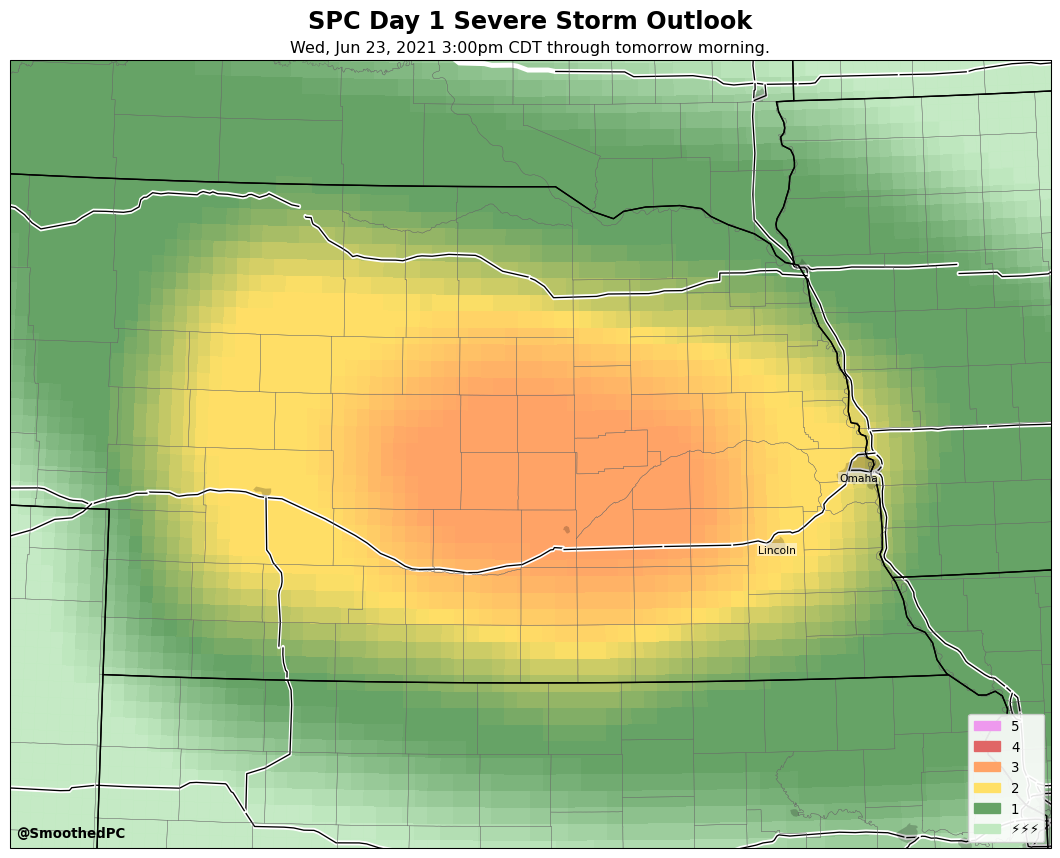 SPC Day 1 Severe Storm Outlook
Wed, Jun 23, 2021 3:00pm CDT through tomorrow morning.
Omaha
Lincoln
5
4
3
2
1
⚡⚡⚡
@SmoothedPC